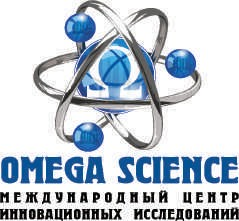 Ω
OMEGA SCIENCE
МЕЖДУНАРОДНЫЙ ЦЕНТР
ИННОВАЦИОННЫХ ИССЛЕДОВАНИЙ